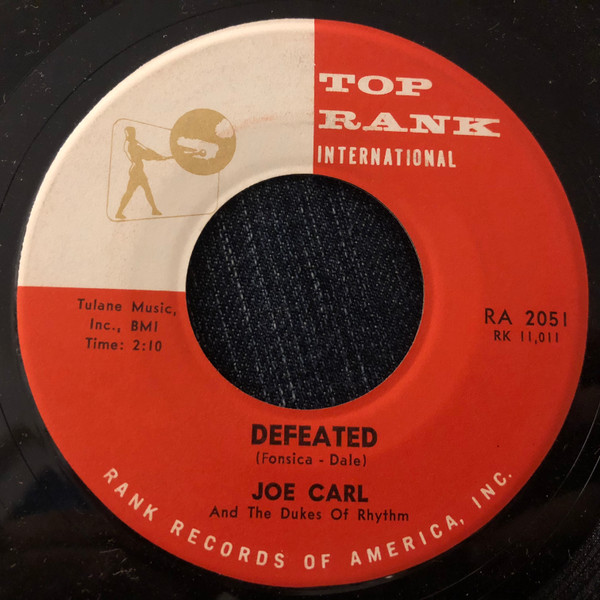 TOP
RANK
INTERNATIONAL
Tulane Music,
Inc., BMI
Time: 2:10
RA 2051
RK 11,011
DEFEATED
(Fonsica - Dale)
JOE CARL
And The Dukes Of Rhythm
RANK RECORDS OF AMERICA, INC.